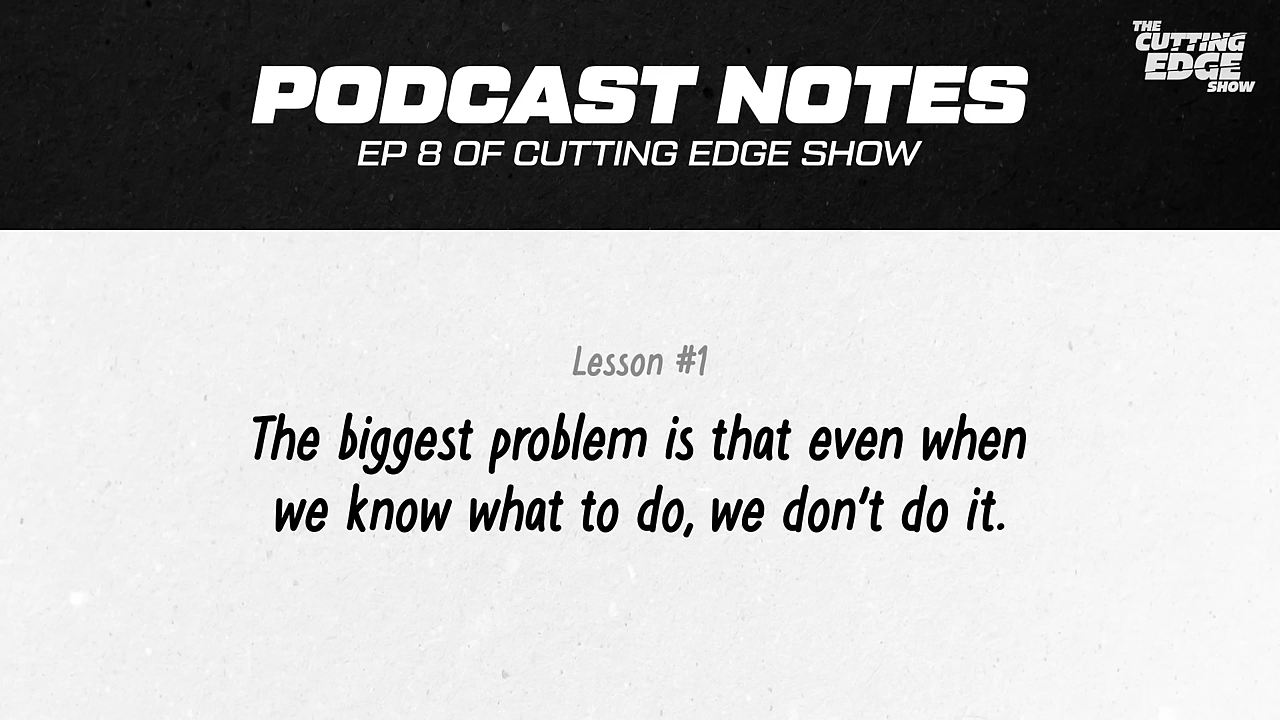 THE
CUTTING
EDGE
SHOW
PODCAST NOTES
EP 8 OF CUTTING EDGE SHOW
Lesson #1
The biggest problem is that even when
we know what to do, we don't do it.